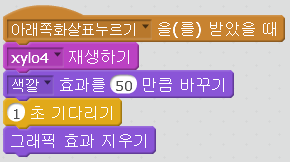 아래쪽화살표누르기 을(를) 받았을 때
xylo4 재생하기
색깔 효과를 50 만큼 바꾸기
1 초 기다리기
그래픽 효과 지우기